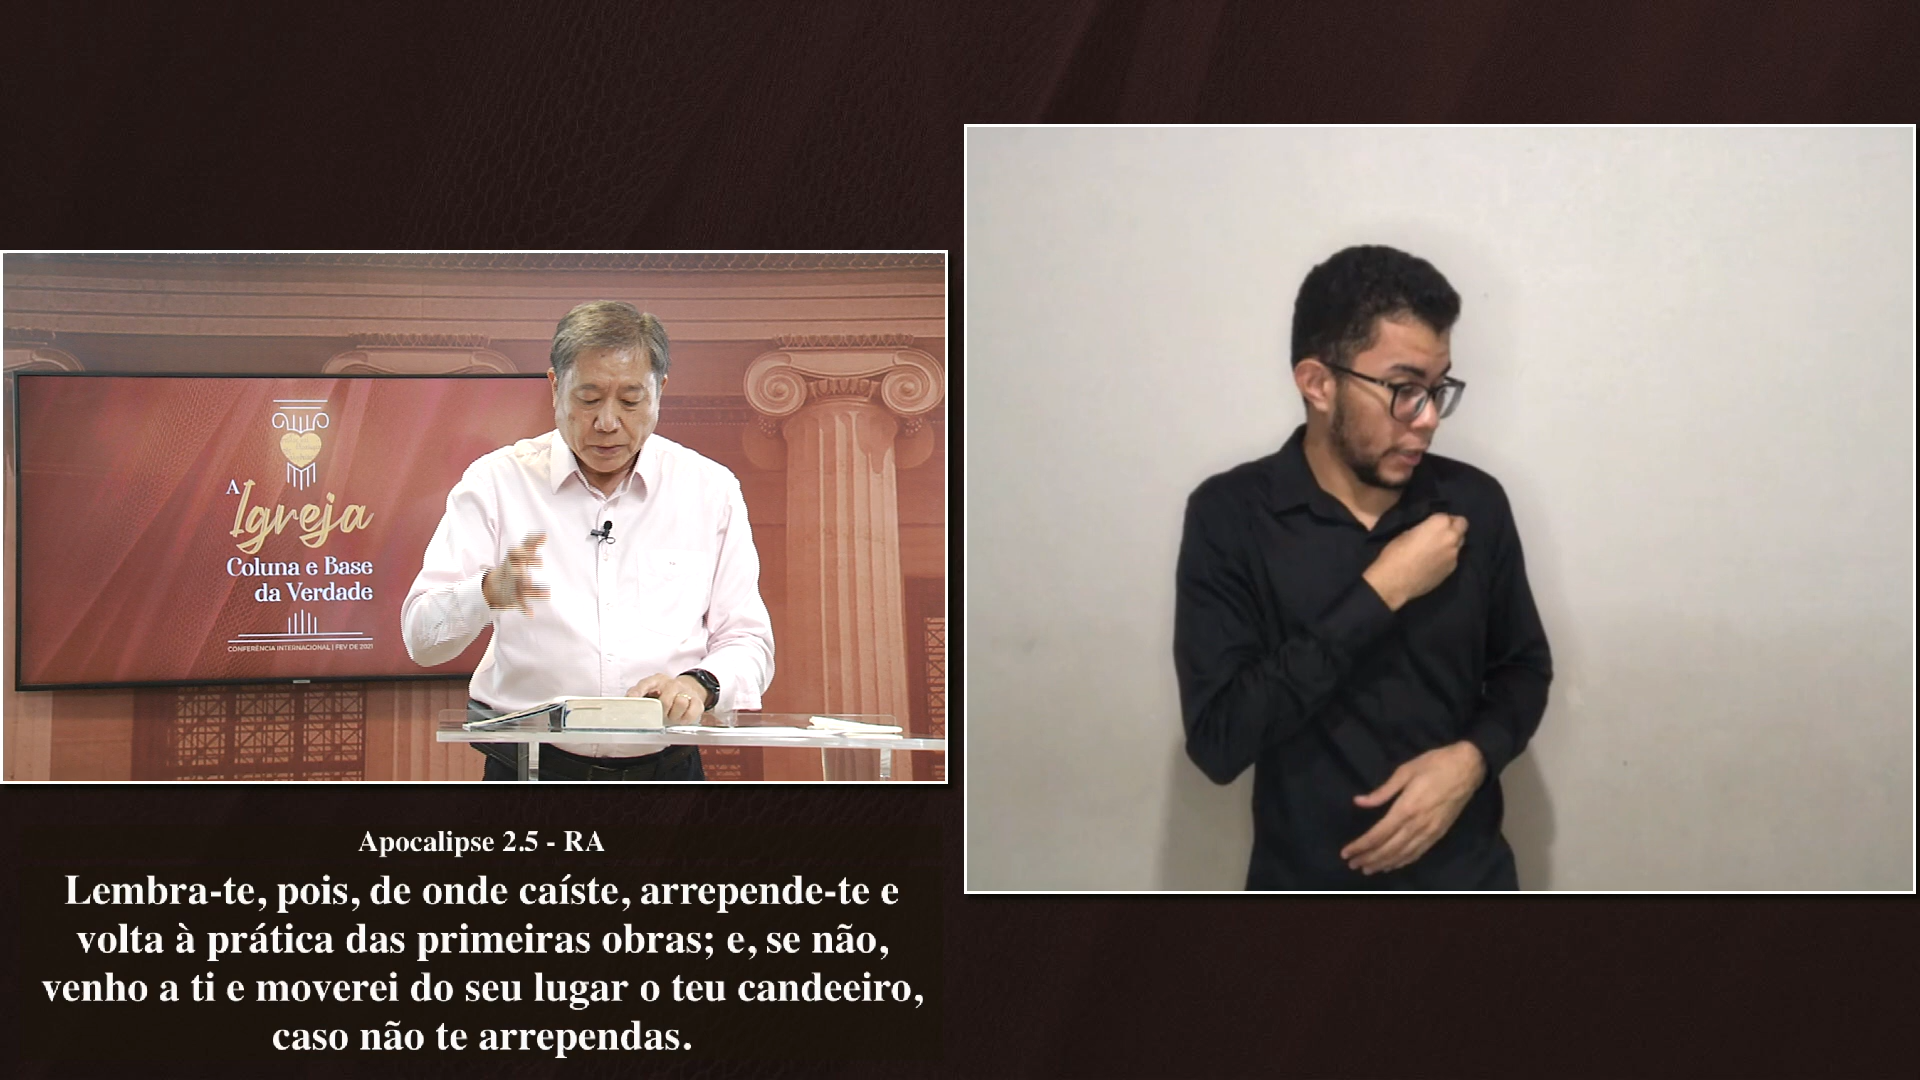 A
Igreja
Coluna e Base
da Verdade
CONFERÊNCIA INTERNACIONAL | FEV DE 2021
Apocalipse 2.5 - RA
Lembra-te, pois, de onde caíste, arrepende-te e
volta à prática das primeiras obras; e, se não,
venho a ti e moverei do seu lugar o teu candeeiro,
caso não te arrependas.